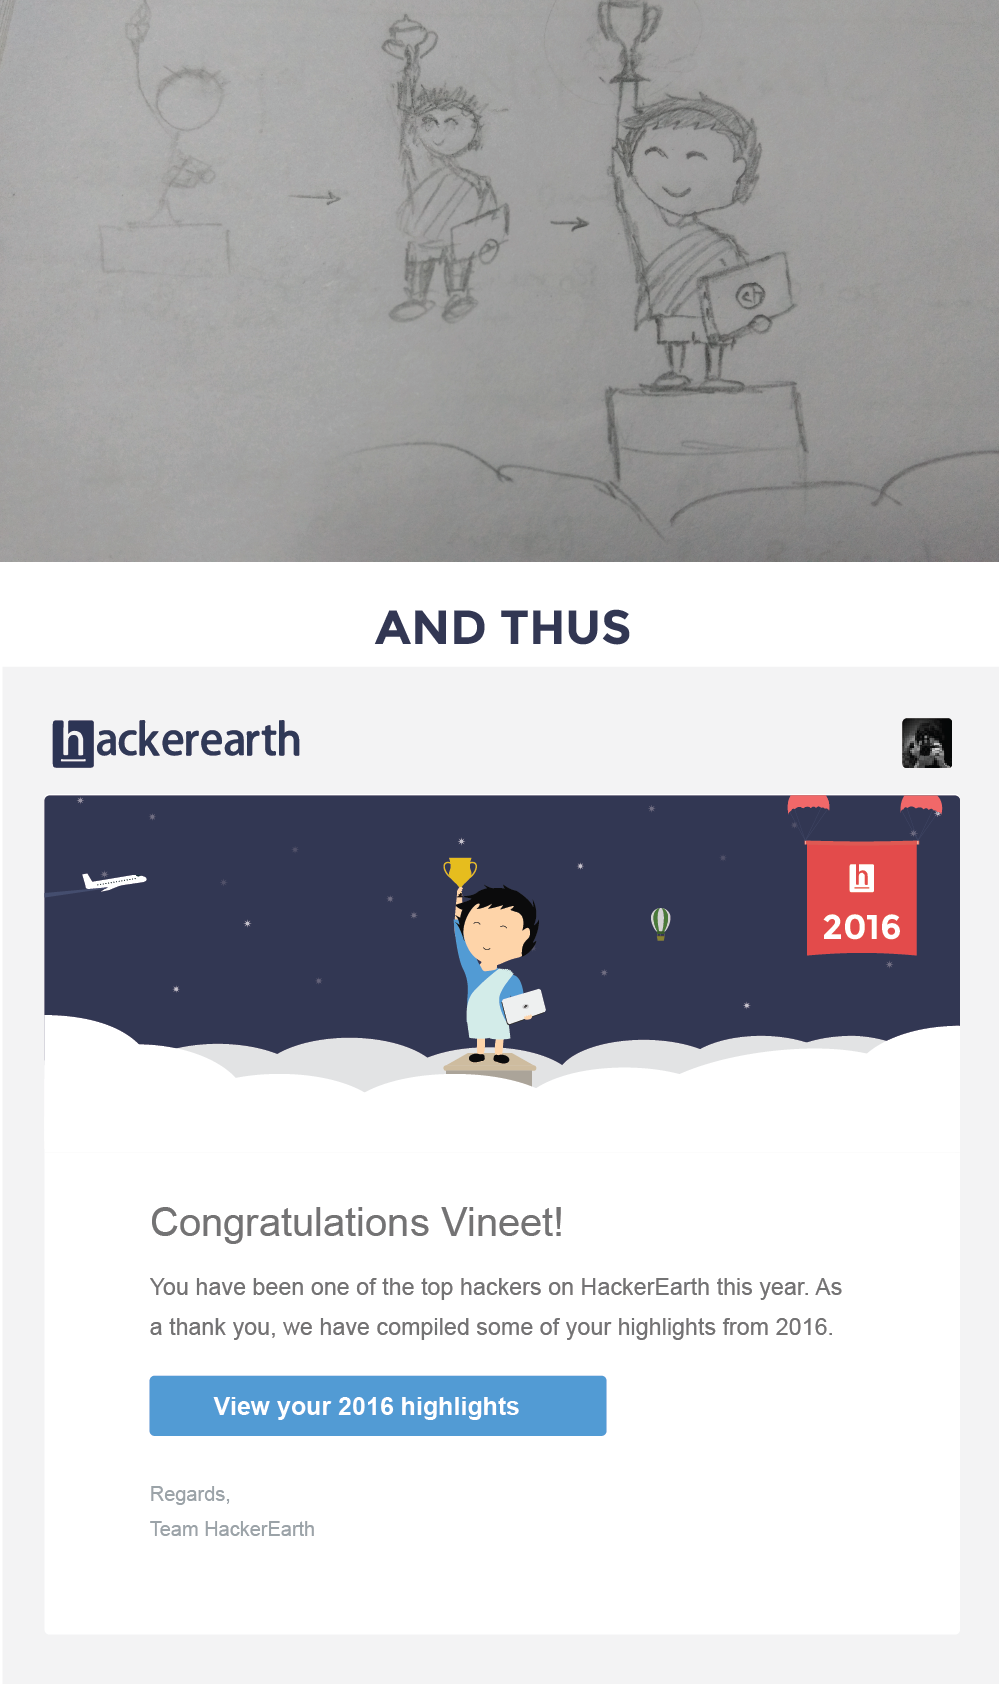 AND THUS
hackerearth
h
2016
Congratulations Vineet!
You have been one of the top hackers on HackerEarth this year. As
a thank you, we have compiled some of your highlights from 2016.
View your 2016 highlights
Regards,
Team HackerEarth